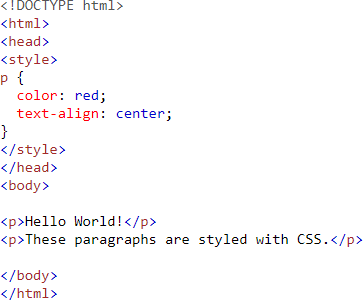 <!DOCTYPE html>
<html>
<head>
<style>
p {
  color: red;
  text-align: center;
}
</style>
</head>
<body>

<p>Hello World!</p>
<p>These paragraphs are styled with CSS.</p>

</body>
</html>